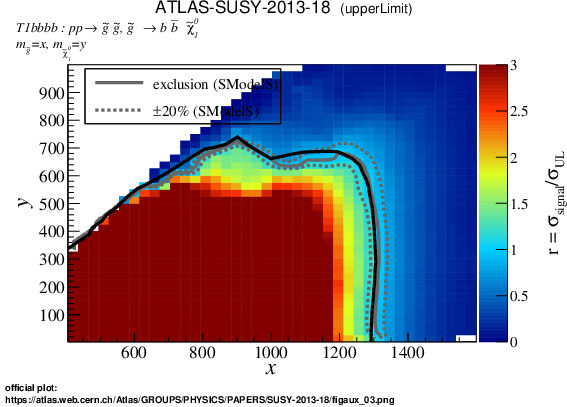 ATLAS-SUSY-2013-18 (upperLimit)
T1bbbb : pp→ g̃ g̃, g̃ → b b̅ χ̃₁⁰
m_g̃=x, m_χ̃₁⁰=y
exclusion (SModelS)
±20% (SModelS)
900
800
700
600
500
400
300
200
100
y
600 800 1000 1200 1400
x
3
2.5
2
1.5
1
0.5
0
r = σ_signal/σ_UL
official plot:
https://atlas.web.cern.ch/Atlas/GROUPS/PHYSICS/PAPERS/SUSY-2013-18/figaux_03.png